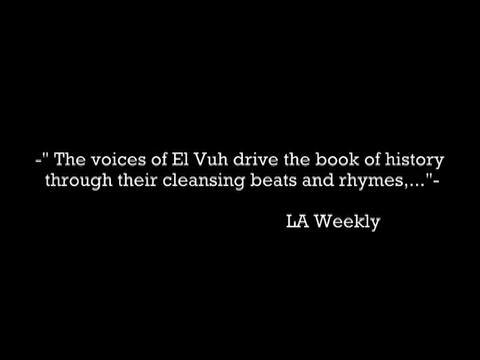 -" The voices of El Vuh drive the book of history
through their cleansing beats and rhymes,..."-
LA Weekly